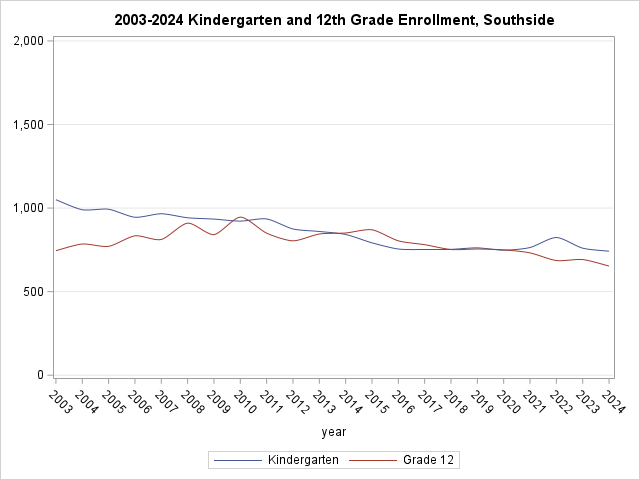 2003-2024 Kindergarten and 12th Grade Enrollment, Southside
2,000
1,500
1,000
500
0
2003 2004 2005 2006 2007 2008 2009 2010 2011 2012 2013 2014 2015 2016 2017 2018 2019 2020 2021 2022 2023 2024
year
Kindergarten Grade 12